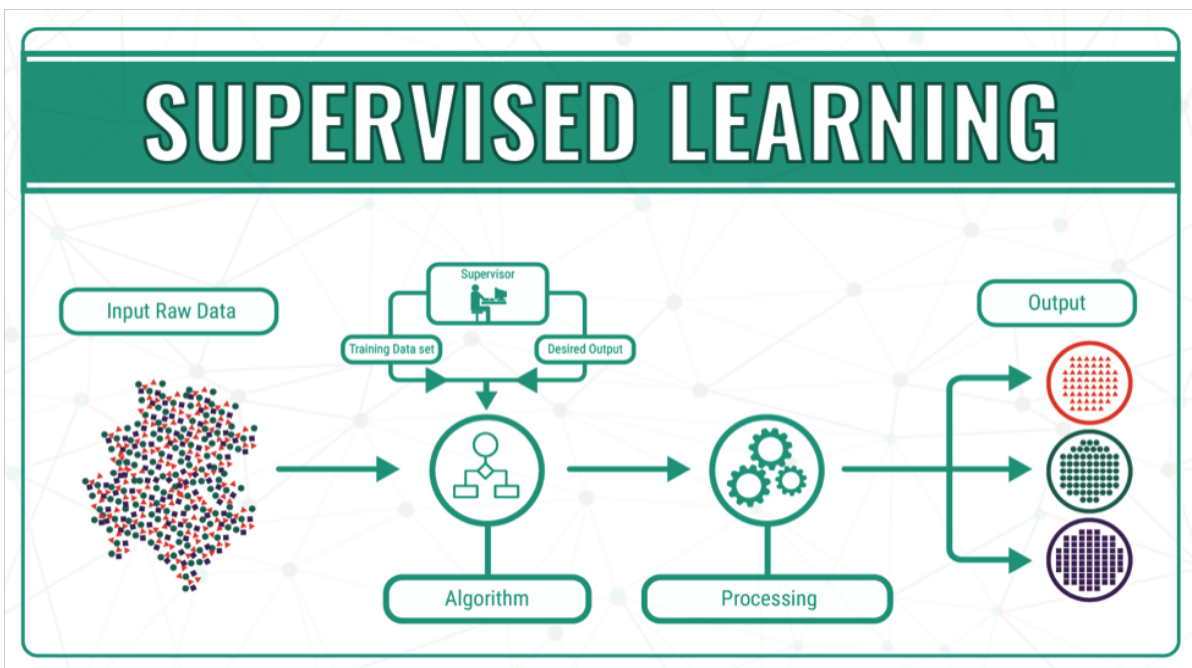 SUPERVISED LEARNING
Input Raw Data
Supervisor
Training Data set
Desired Output
Output
Algorithm
Processing